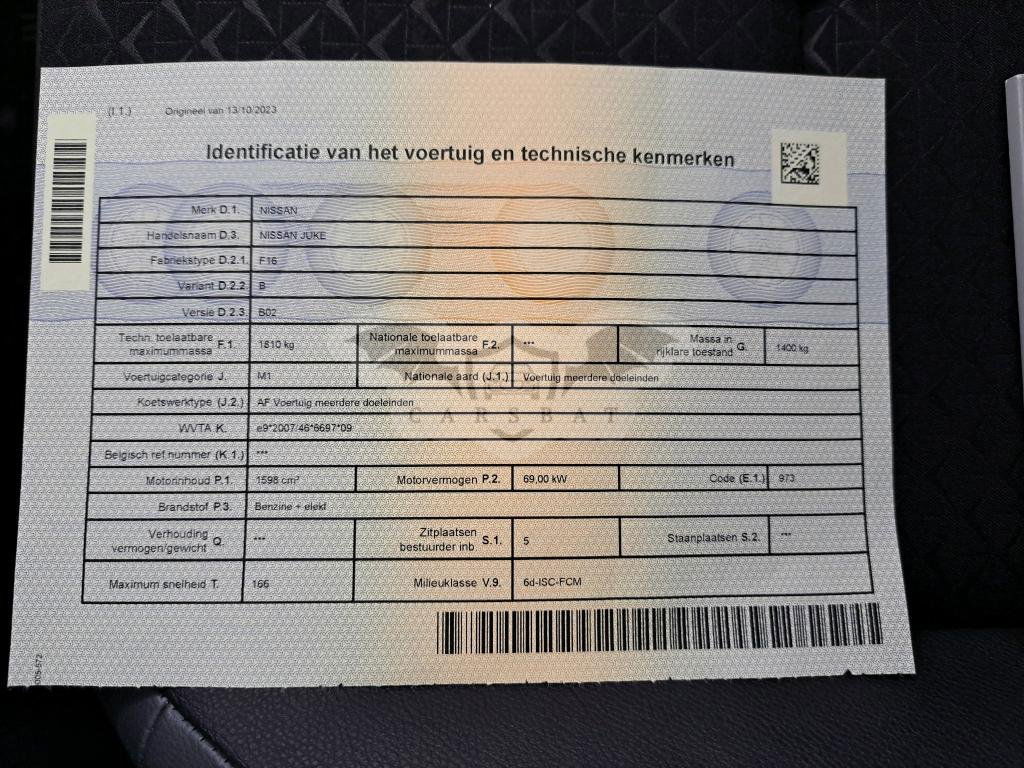 (I.1.) Origineel van 13/10/2023
Identificatie van het voertuig en technische kenmerken
Merk D.1. NISSAN
Handelsnaam D.3. NISSAN JUKE
Fabriekstype D.2.1. F16
Variant D.2.2. B
Versie D.2.3. B02
Techn. toelaatbare maximummassa F.1. 1810 kg Nationale toelaatbare maximummassa F.2. *** Massa in rijklare toestand G. 1400 kg
Voertuigcategorie J. M1 Nationale aard (J.1.) Voertuig meerdere doeleinden
Koetswerktype (J.2.) AF Voertuig meerdere doeleinden
CARSBAT
WVTA K. e9*2007/46*6697*09
Belgisch ref.nummer (K.1.) ***
Motorinhoud P.1. 1598 cm³ Motorvermogen P.2. 69,00 kW Code (E.1.) 973
Brandstof P.3. Benzine + elekt
Verhouding vermogen/gewicht Q. *** Zitplaatsen bestuurder inb S.1. 5 Staanplaatsen S.2. ***
Maximum snelheid T. 166 Milieuklasse V.9. 6d-ISC-FCM